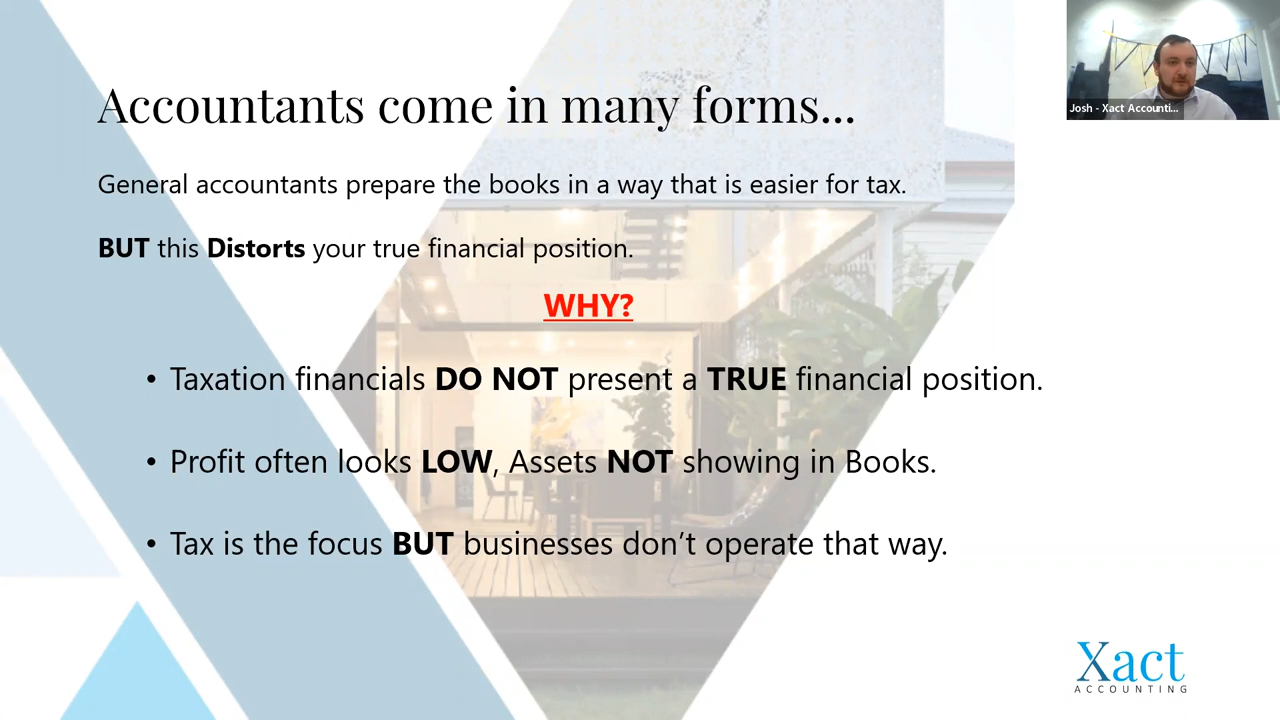 Accountants come in many forms...
Josh - Xact Accounti...
General accountants prepare the books in a way that is easier for tax.
BUT this Distorts your true financial position.
WHY?
• Taxation financials DO NOT present a TRUE financial position.
• Profit often looks LOW, Assets NOT showing in Books.
• Tax is the focus BUT businesses don’t operate that way.
Xact
ACCOUNTING